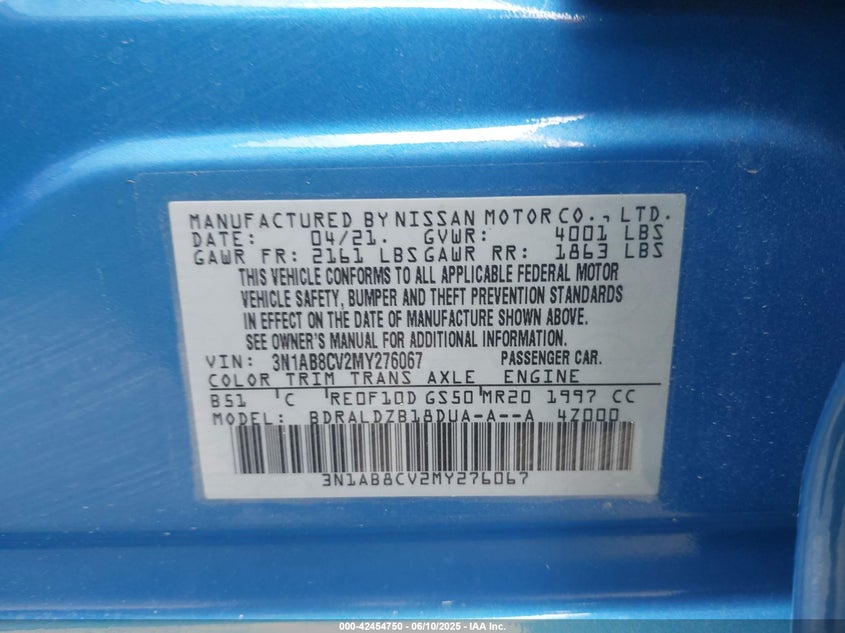 MANUFACTURED BY NISSAN MOTOR CO., LTD.
DATE: 04/21. GVWR: 4001 LBS
GAWR FR: 2161 LBS GAWR RR: 1863 LBS
THIS VEHICLE CONFORMS TO ALL APPLICABLE FEDERAL MOTOR
VEHICLE SAFETY, BUMPER AND THEFT PREVENTION STANDARDS
IN EFFECT ON THE DATE OF MANUFACTURE SHOWN ABOVE.
SEE OWNER'S MANUAL FOR ADDITIONAL INFORMATION.
VIN: 3N1AB8CV2MY276067 PASSENGER CAR.
COLOR TRIM TRANS AXLE ENGINE
B51 'C 'RE0F10D GS50 MR20 1997 CC
MODEL: BDRALDZB18DUA-A--A 4Z000
3N1AB8CV2MY276067
000-42454750 - 06/10/2025 - IAA Inc.